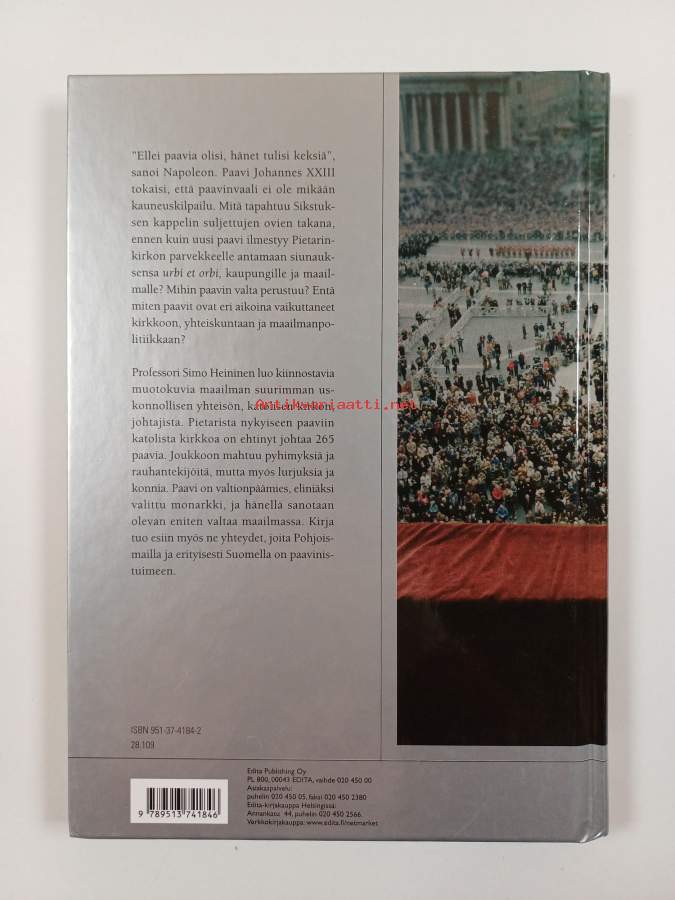 "Ellei paavia olisi, hänet tulisi keksiä",
sanoi Napoleon. Paavi Johannes XXIII
tokaisi, että paavinvaali ei ole mikään
kauneuskilpailu. Mitä tapahtuu Sikstuk-
sen kappelin suljettujen ovien takana,
ennen kuin uusi paavi ilmestyy Pietarin-
kirkon parvekkeelle antamaan siunauk-
sensa urbi et orbi, kaupungille ja maail-
malle? Mihin paavin valta perustuu? Entä
miten paavit ovat eri aikoina vaikuttaneet
kirkkoon, yhteiskuntaan ja maailmanpo-
litiikkaan?
Professori Simo Heininen luo kiinnostavia
muotokuvia maailman suurimman us-
konnollisen yhteisön, katolisen kirkon,
johtajista. Pietarista nykyiseen paaviin
katolista kirkkoa on ehtinyt johtaa 265
paavia. Joukkoon mahtuu pyhimyksiä ja
rauhantekijöitä, mutta myös lurjuksia ja
konnia. Paavi on valtionpäämies, eliniäksi
valittu monarkki, ja hänellä sanotaan
olevan eniten valtaa maailmassa. Kirja
tuo esiin myös ne yhteydet, joita Pohjois-
mailla ja erityisesti Suomella on paavinis-
tuimeen.
Antikvariaatti.net
ISBN 951-37-4184-2
28.109
9 789513 741846
Edita Publishing Oy
PL 800, 00043 EDITA, vaihde 020 450 00
Asiakaspalvelu:
puhelin 020 450 05, faksi 020 450 2380
Edita-kirjakauppa Helsingissä:
Annankatu 44, puhelin 020 450 2566.
Verkkokirjakauppa: www.edita.fi/netmarket